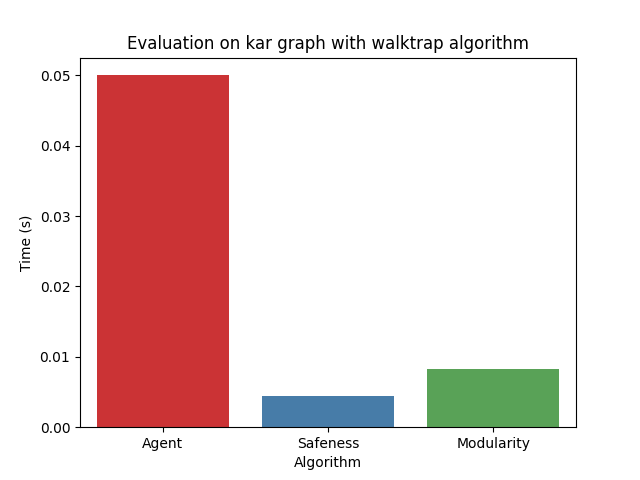 Evaluation on kar graph with walktrap algorithm
0.05
0.04
0.03
0.02
0.01
0.00
Time (s)
Agent
Safeness
Modularity
Algorithm